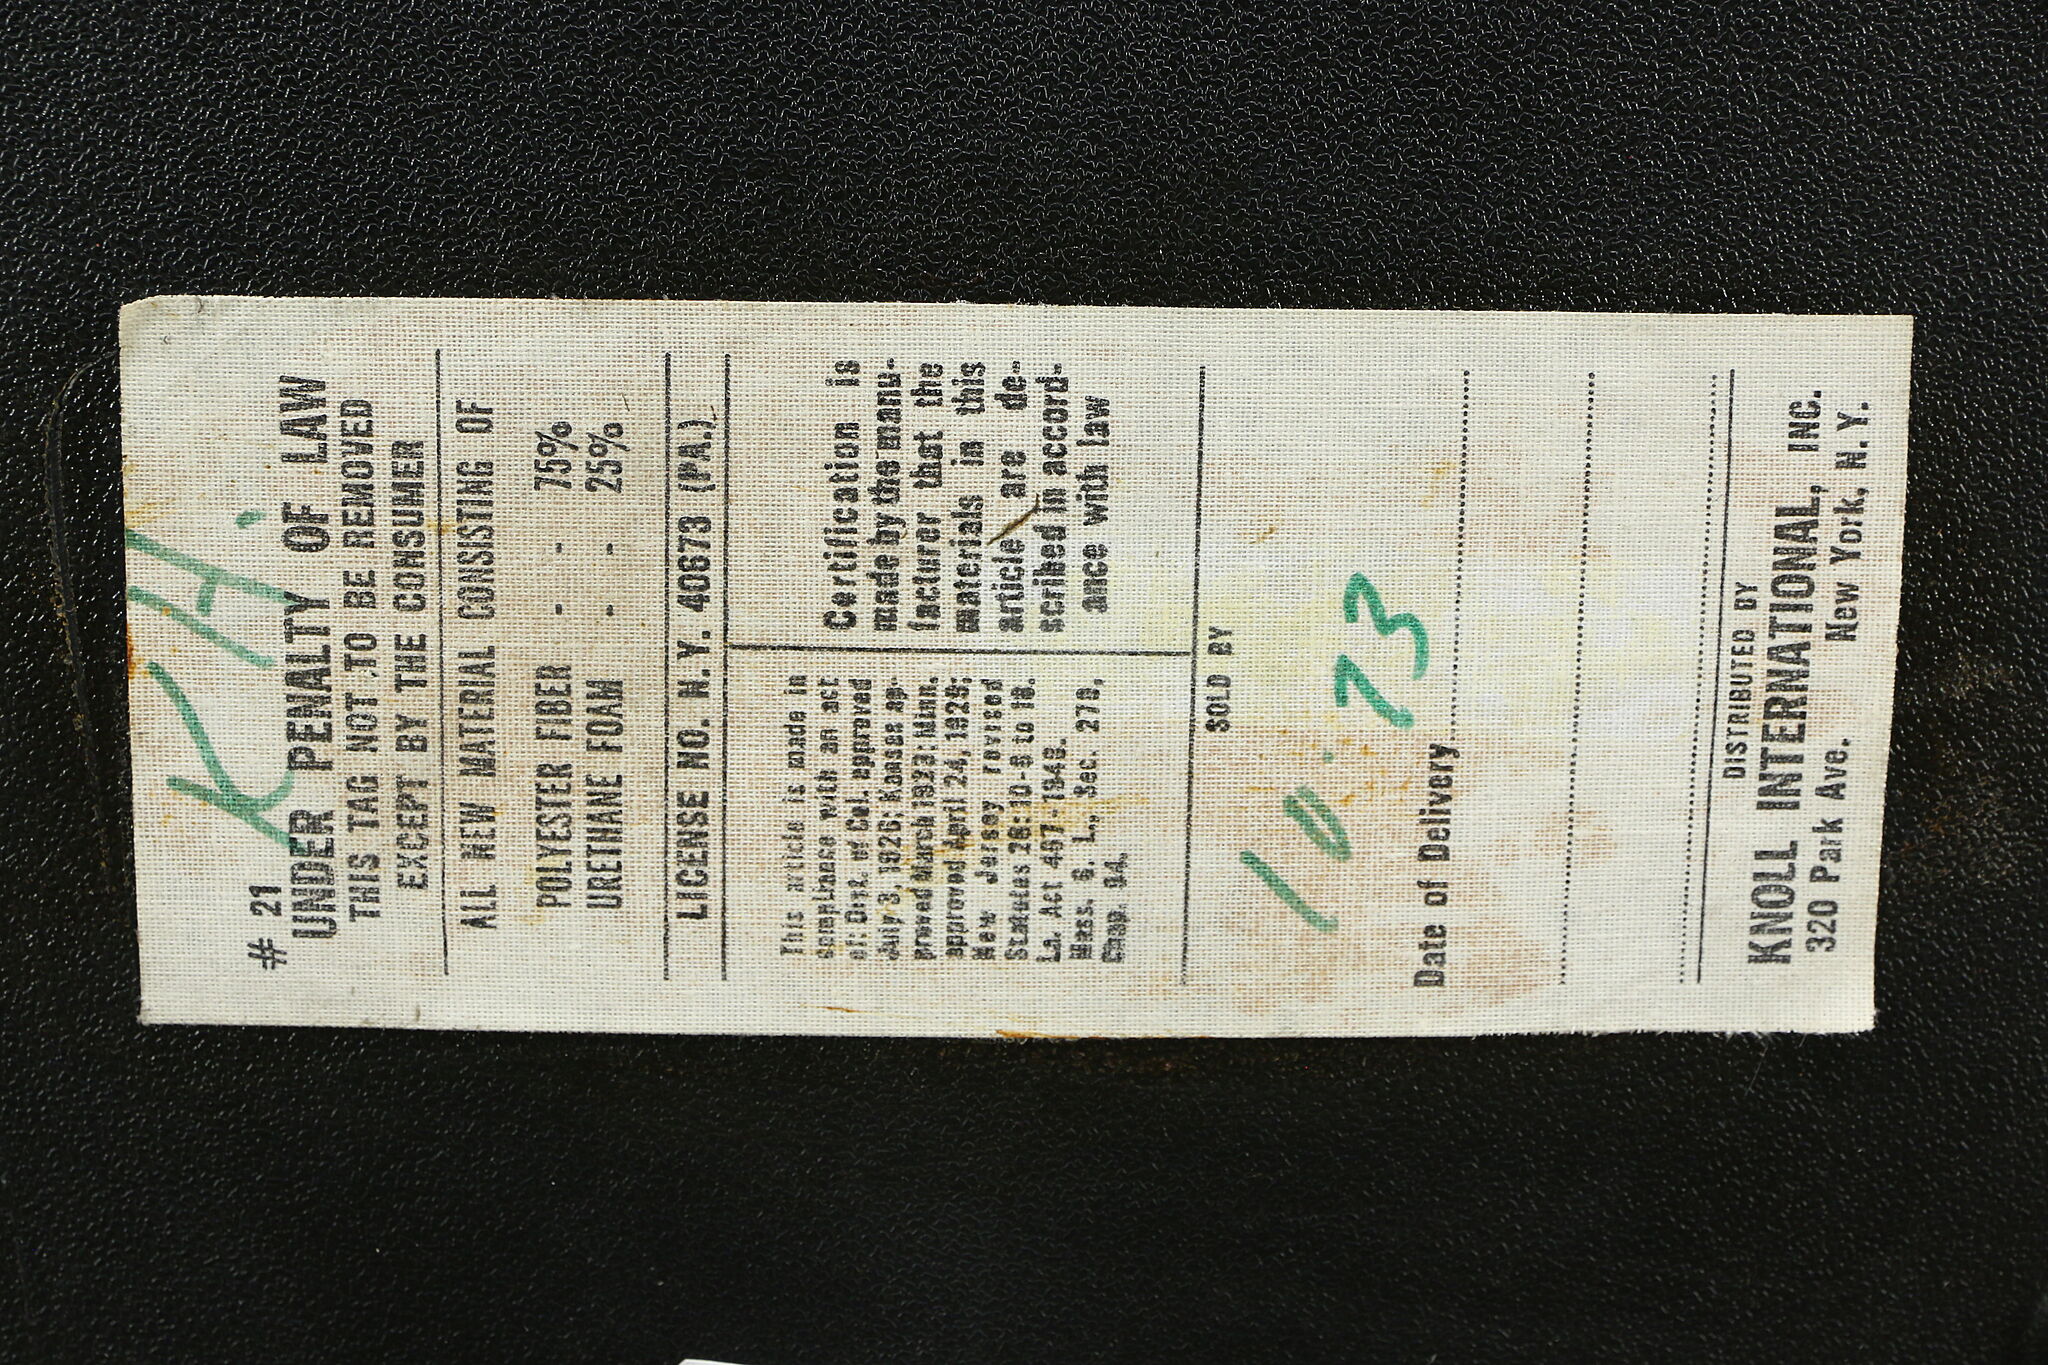 KH.
# 21
UNDER PENALTY OF LAW
THIS TAG NOT TO BE REMOVED
EXCEPT BY THE CONSUMER
ALL NEW MATERIAL CONSISTING OF
POLYESTER FIBER - - 75%
URETHANE FOAM - - 25%
LICENSE NO. N.Y. 40673 (PA.)
This article is made in
compliance with an act
of: Dist. of Col. approved
July 3, 1926; Kansas ap-
proved March 1923: Minn.
approved April 24, 1929;
New Jersey revised
Statutes 26:10-6 to 18.
La. Act 467-1948.
Mass. G. L., Sec. 270,
Chap. 94.
Certification is
made by the manu-
facturer that the
materials in this
article are de-
scribed in accord-
ance with law
SOLD BY
10.73
Date of Delivery
DISTRIBUTED BY
KNOLL INTERNATIONAL, INC.
320 Park Ave. New York, N.Y.